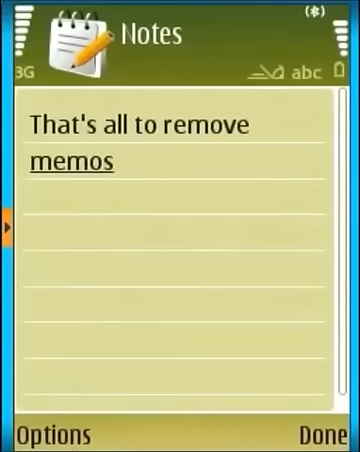 Notes
3G
abc
That's all to remove
memos
Options
Done